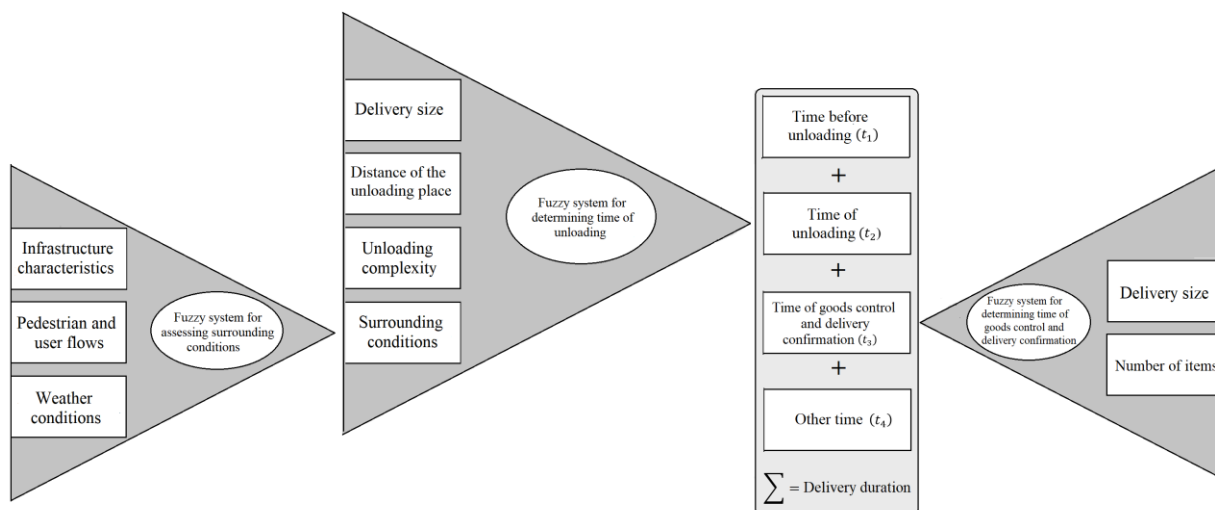 Infrastructure
characteristics
Pedestrian and
user flows
Weather
conditions
Fuzzy system for
assessing surrounding
conditions
Delivery size
Distance of the
unloading place
Unloading
complexity
Surrounding
conditions
Fuzzy system for
determining time of
unloading
Time before
unloading (t₁)
+
Time of
unloading (t₂)
+
Time of goods control
and delivery
confirmation (t₃)
+
Other time (t₄)
∑ = Delivery duration
Fuzzy system for
determining time of
goods control and
delivery confirmation
Delivery size
Number of items